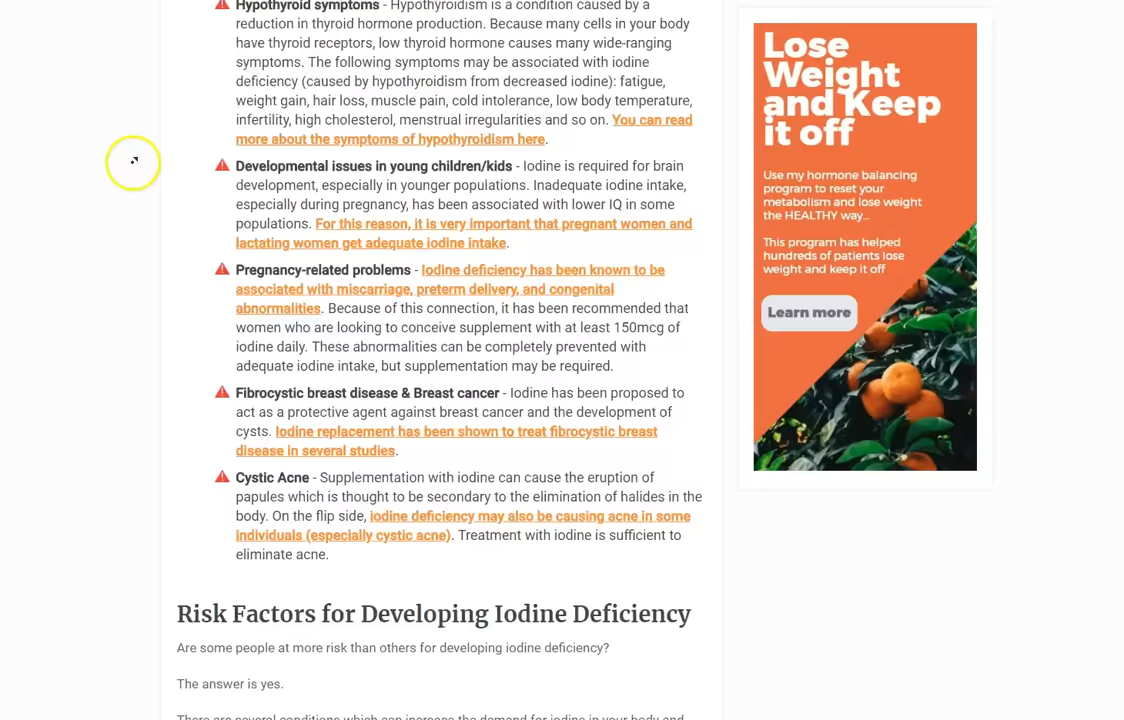 Hypothyroid symptoms - Hypothyroidism is a condition caused by a
reduction in thyroid hormone production. Because many cells in your body
have thyroid receptors, low thyroid hormone causes many wide-ranging
symptoms. The following symptoms may be associated with iodine
deficiency (caused by hypothyroidism from decreased iodine): fatigue,
weight gain, hair loss, muscle pain, cold intolerance, low body temperature,
infertility, high cholesterol, menstrual irregularities and so on. You can read
more about the symptoms of hypothyroidism here.
Developmental issues in young children/kids - Iodine is required for brain
development, especially in younger populations. Inadequate iodine intake,
especially during pregnancy, has been associated with lower IQ in some
populations. For this reason, it is very important that pregnant women and
lactating women get adequate iodine intake.
Pregnancy-related problems - Iodine deficiency has been known to be
associated with miscarriage, preterm delivery, and congenital
abnormalities. Because of this connection, it has been recommended that
women who are looking to conceive supplement with at least 150mcg of
iodine daily. These abnormalities can be completely prevented with
adequate iodine intake, but supplementation may be required.
Fibrocystic breast disease & Breast cancer - Iodine has been proposed to
act as a protective agent against breast cancer and the development of
cysts. Iodine replacement has been shown to treat fibrocystic breast
disease in several studies.
Cystic Acne - Supplementation with iodine can cause the eruption of
papules which is thought to be secondary to the elimination of halides in the
body. On the flip side, iodine deficiency may also be causing acne in some
individuals (especially cystic acne). Treatment with iodine is sufficient to
eliminate acne.
Risk Factors for Developing Iodine Deficiency
Are some people at more risk than others for developing iodine deficiency?
The answer is yes.
There are several conditions which can increase the demand for iodine in your body and
Lose
Weight
and Keep
it off
Use my hormone balancing
program to reset your
metabolism and lose weight
the HEALTHY way...
This program has helped
hundreds of patients lose
weight and keep it off
Learn more